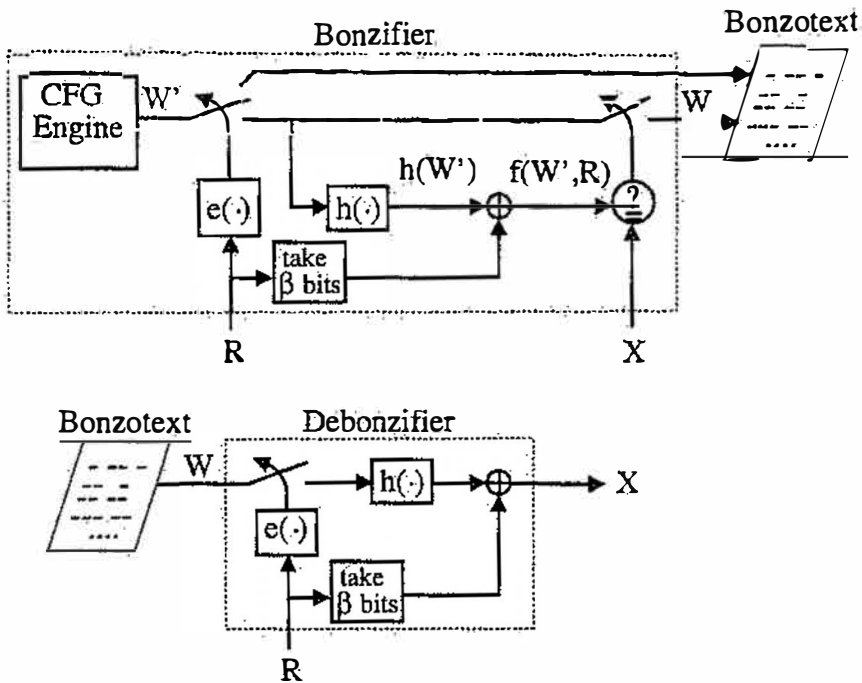 Bonzotext
Bonzifier
CFG
Engine
W'
W
e(·)
h(·)
h(W')
f(W',R)
?
=
take
β bits
R
X
Bonzotext
Debonzifier
W
h(·)
X
e(·)
take
β bits
R